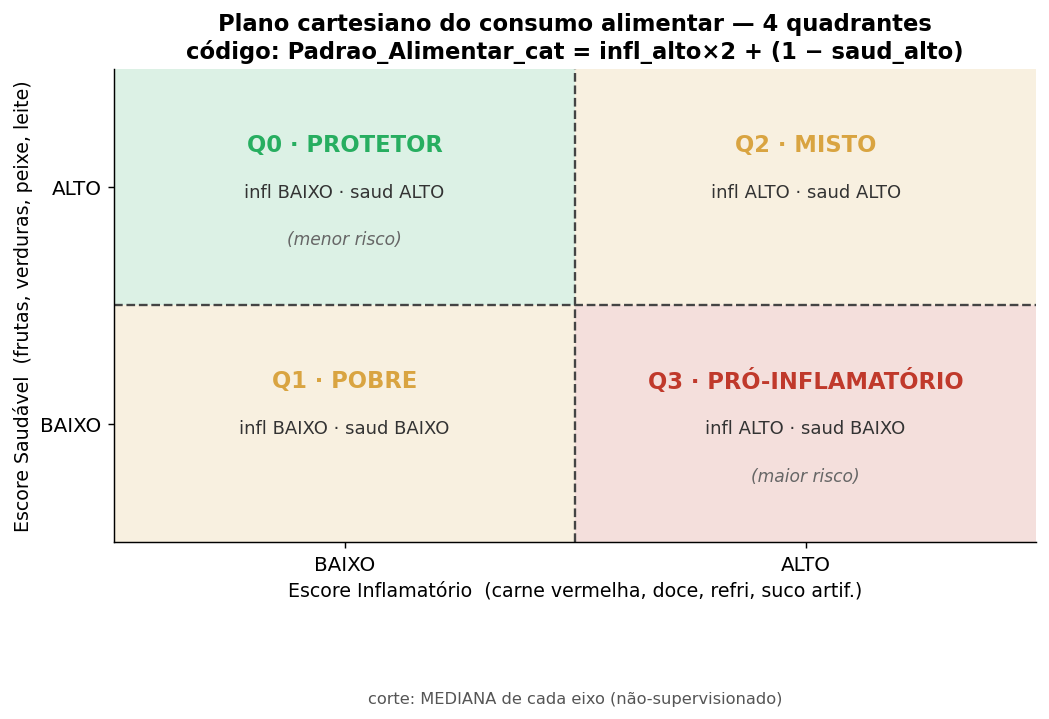 Plano cartesiano do consumo alimentar — 4 quadrantes
código: Padrao_Alimentar_cat = infl_alto×2 + (1 − saud_alto)
Escore Saudável  (frutas, verduras, peixe, leite)
ALTO
BAIXO
Q0 · PROTETOR
infl BAIXO · saud ALTO
(menor risco)
Q2 · MISTO
infl ALTO · saud ALTO
Q1 · POBRE
infl BAIXO · saud BAIXO
Q3 · PRÓ-INFLAMATÓRIO
infl ALTO · saud BAIXO
(maior risco)
BAIXO
ALTO
Escore Inflamatório  (carne vermelha, doce, refri, suco artif.)
corte: MEDIANA de cada eixo (não-supervisionado)